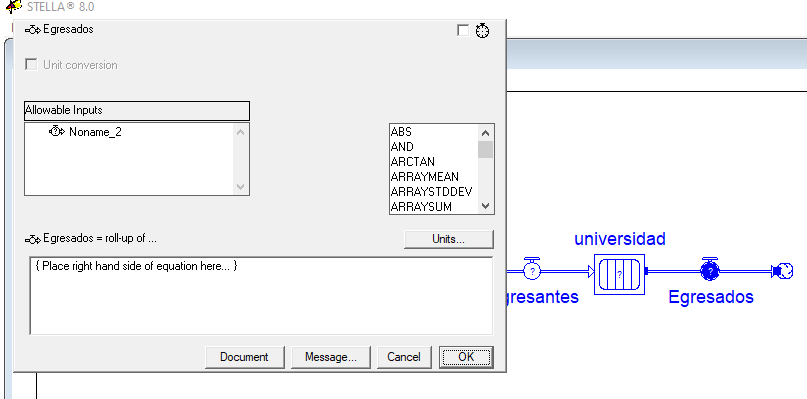 STELLA® 8.0
Egresados
Unit conversion
Allowable Inputs
Noname_2
ABS
AND
ARCTAN
ARRAYMEAN
ARRAYSTDDEV
ARRAYSUM
Egresados = roll-up of ...
Units...
{ Place right hand side of equation here... }
Document
Message...
Cancel
OK
universidad
?
?
?
gresantes
Egresados